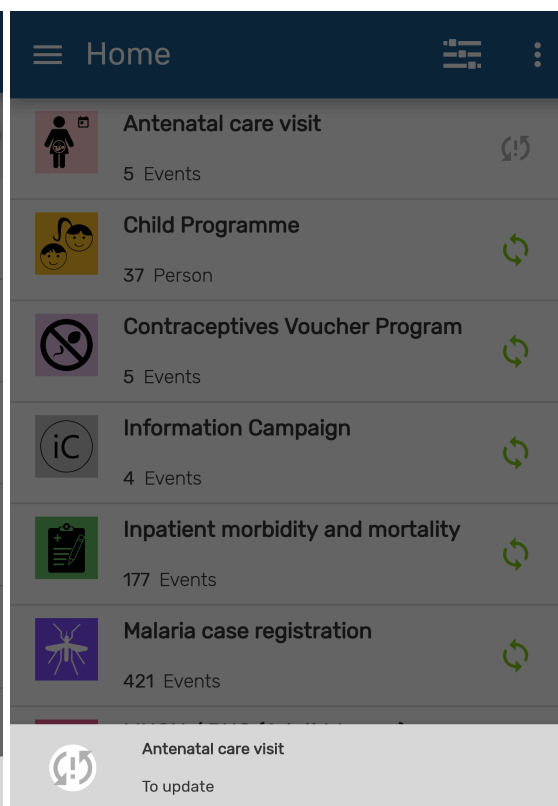 Home
Antenatal care visit
5 Events
Child Programme
37 Person
Contraceptives Voucher Program
5 Events
iC
Information Campaign
4 Events
Inpatient morbidity and mortality
177 Events
Malaria case registration
421 Events
Antenatal care visit
To update